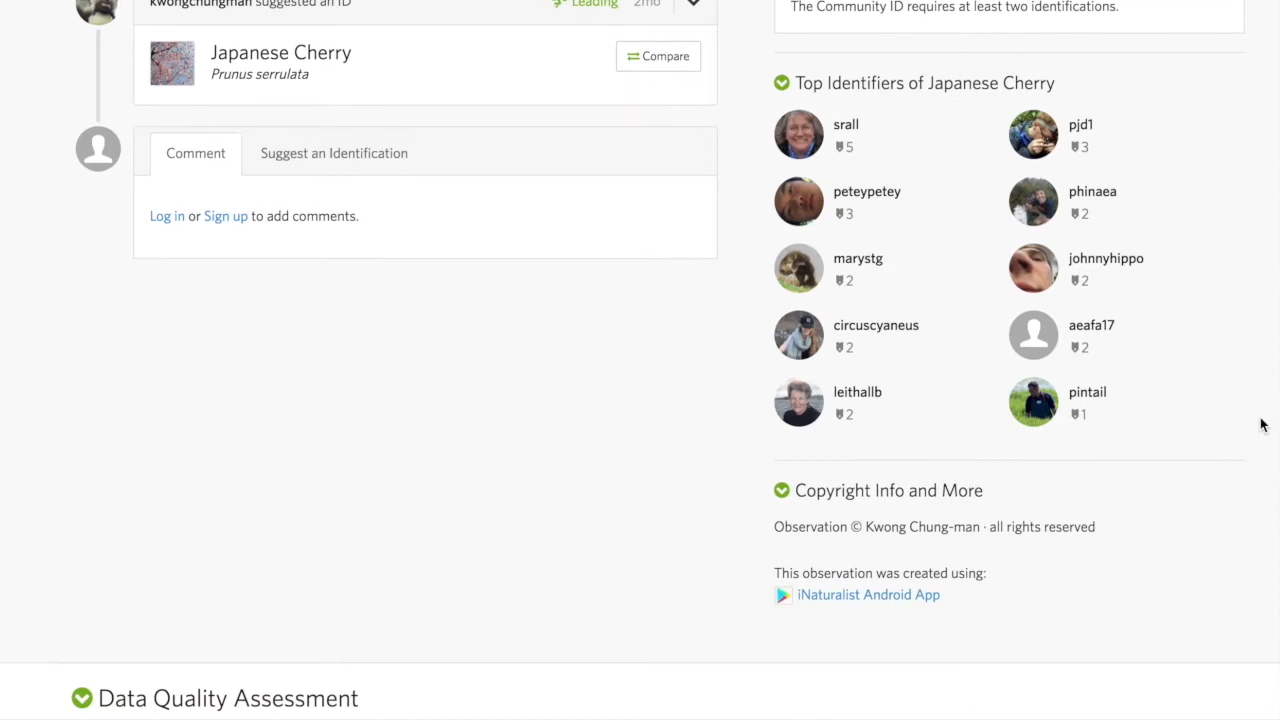 kwongchungman suggested an ID
Leading 2mo
Japanese Cherry
Prunus serrulata
Compare
Comment
Suggest an Identification
Log in or Sign up to add comments.
The Community ID requires at least two identifications.
Top Identifiers of Japanese Cherry
srall
5
pjd1
3
peteypetey
3
phinaea
2
marystg
2
johnnyhippo
2
circuscyaneus
2
aeafa17
2
leithallb
2
pintail
1
Copyright Info and More
Observation © Kwong Chung-man · all rights reserved
This observation was created using:
iNaturalist Android App
Data Quality Assessment